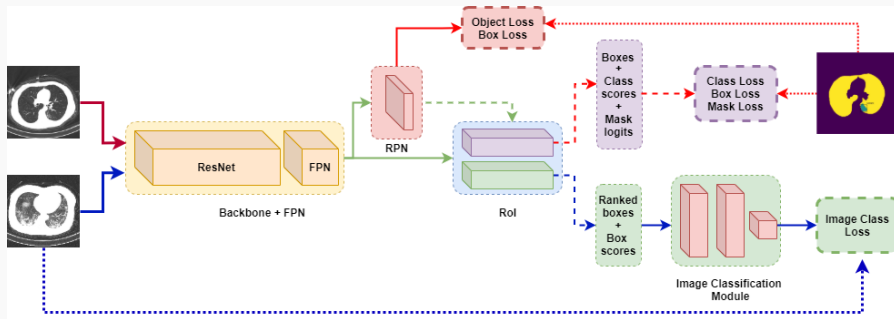 Object Loss
Box Loss
Boxes
+
Class
scores
+
Mask
logits
Class Loss
Box Loss
Mask Loss
ResNet
FPN
RPN
Backbone + FPN
RoI
Ranked
boxes
+
Box
scores
Image Classification
Module
Image Class
Loss